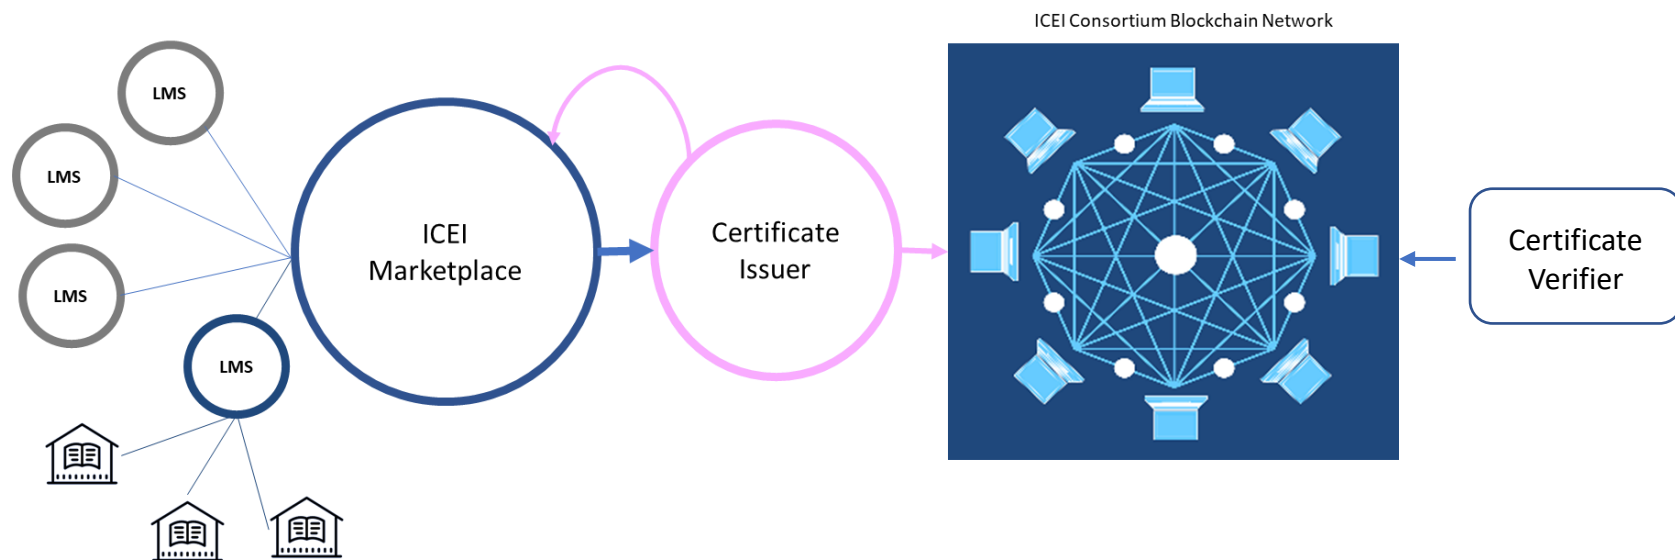 ICEI Consortium Blockchain Network
LMS
LMS
LMS
LMS
ICEI
Marketplace
Certificate
Issuer
Certificate
Verifier